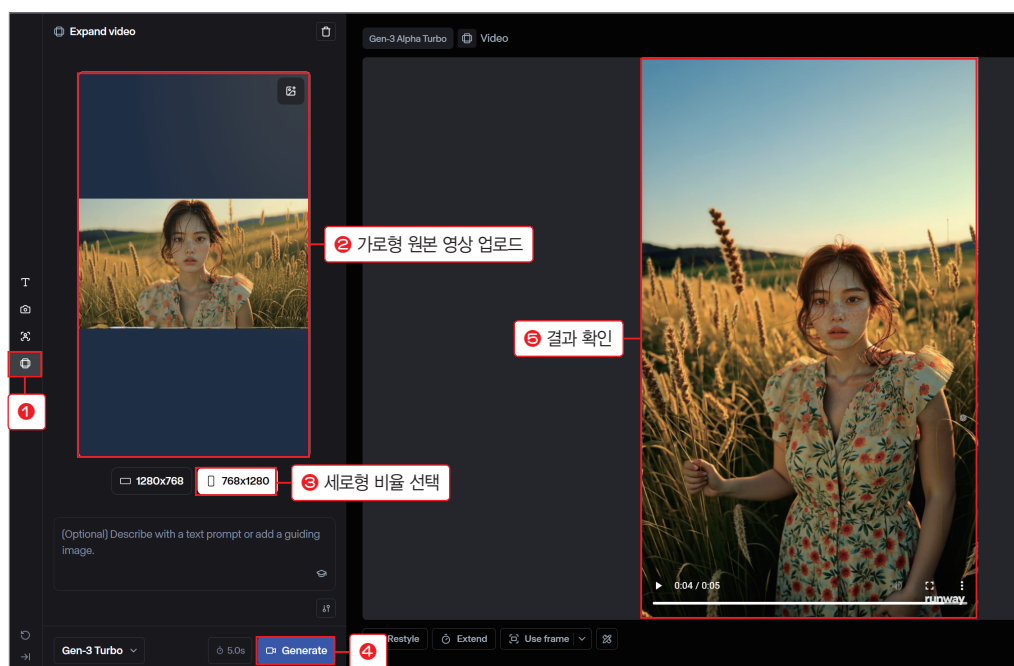 Expand video
Gen-3 Alpha Turbo
Video
❷ 가로형 원본 영상 업로드
T
❺ 결과 확인
❶
1280x768
768x1280
❸ 세로형 비율 선택
(Optional) Describe with a text prompt or add a guiding
image.
0:04 / 0:05
runway
Restyle
Extend
Use frame
Gen-3 Turbo
5.0s
Generate
❹